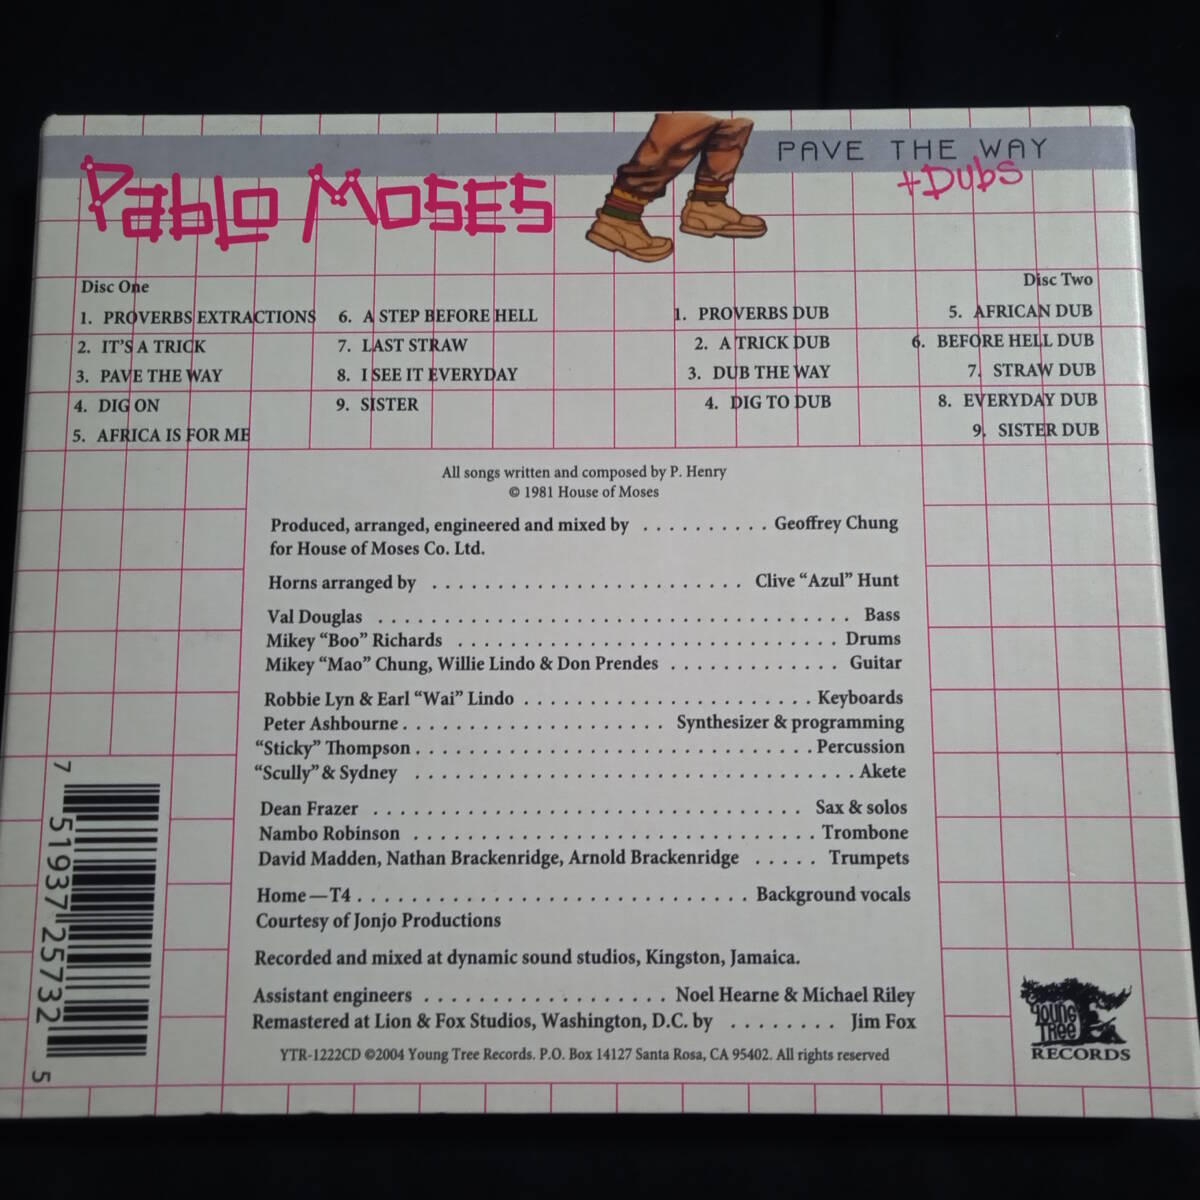 PABLO MOSES
PAVE THE WAY
+DUBS
Disc One
1. PROVERBS EXTRACTIONS
2. IT'S A TRICK
3. PAVE THE WAY
4. DIG ON
5. AFRICA IS FOR ME
6. A STEP BEFORE HELL
7. LAST STRAW
8. I SEE IT EVERYDAY
9. SISTER
Disc Two
1. PROVERBS DUB
2. A TRICK DUB
3. DUB THE WAY
4. DIG TO DUB
5. AFRICAN DUB
6. BEFORE HELL DUB
7. STRAW DUB
8. EVERYDAY DUB
9. SISTER DUB
All songs written and composed by P. Henry
© 1981 House of Moses
Produced, arranged, engineered and mixed by . . . . . . . . . . Geoffrey Chung
for House of Moses Co. Ltd.
Horns arranged by . . . . . . . . . . . . . . . . . . . . . . . Clive “Azul” Hunt
Val Douglas . . . . . . . . . . . . . . . . . . . . . . . . . . . . . . . . . . . Bass
Mikey “Boo” Richards . . . . . . . . . . . . . . . . . . . . . . . . . . . . Drums
Mikey “Mao” Chung, Willie Lindo & Don Prendes . . . . . . . . . . . . . Guitar
Robbie Lyn & Earl “Wai” Lindo . . . . . . . . . . . . . . . . . . . . . Keyboards
Peter Ashbourne . . . . . . . . . . . . . . . . . . . Synthesizer & programming
“Sticky” Thompson . . . . . . . . . . . . . . . . . . . . . . . . . . . . . Percussion
“Scully” & Sydney . . . . . . . . . . . . . . . . . . . . . . . . . . . . . . . . Akete
Dean Frazer . . . . . . . . . . . . . . . . . . . . . . . . . . . . . . . Sax & solos
Nambo Robinson . . . . . . . . . . . . . . . . . . . . . . . . . . . . . Trombone
David Madden, Nathan Brackenridge, Arnold Brackenridge . . . . . Trumpets
Home—T4 . . . . . . . . . . . . . . . . . . . . . . . . . . . . Background vocals
Courtesy of Jonjo Productions
Recorded and mixed at dynamic sound studios, Kingston, Jamaica.
Assistant engineers . . . . . . . . . . . . . . . . . . Noel Hearne & Michael Riley
Remastered at Lion & Fox Studios, Washington, D.C. by . . . . . . . . Jim Fox
YTR-1222CD ©2004 Young Tree Records. P.O. Box 14127 Santa Rosa, CA 95402. All rights reserved
7 51937 25732 5
YOUNG
TREE
RECORDS